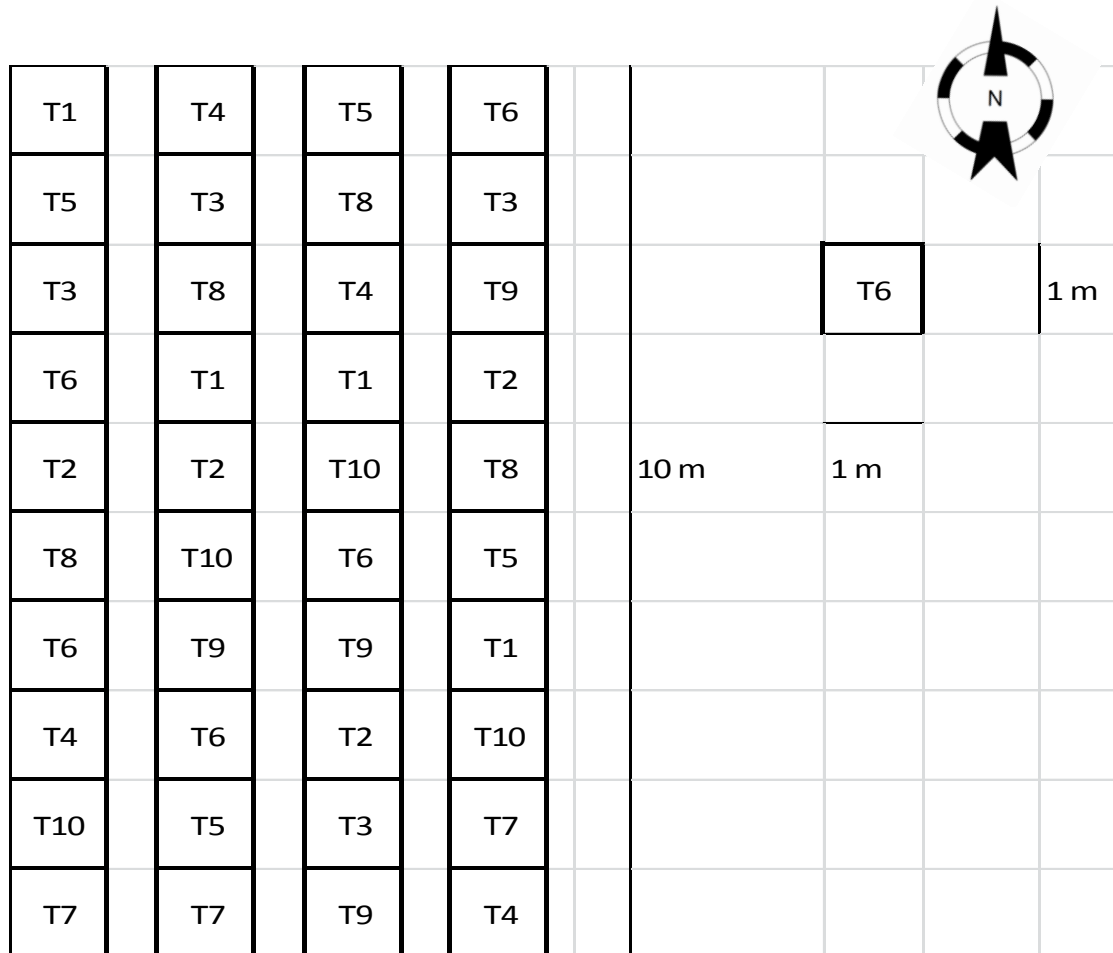 N
T1 T4 T5 T6
T5 T3 T8 T3
T3 T8 T4 T9 T6 1 m
T6 T1 T1 T2
T2 T2 T10 T8 10 m 1 m
T8 T10 T6 T5
T6 T9 T9 T1
T4 T6 T2 T10
T10 T5 T3 T7
T7 T7 T9 T4